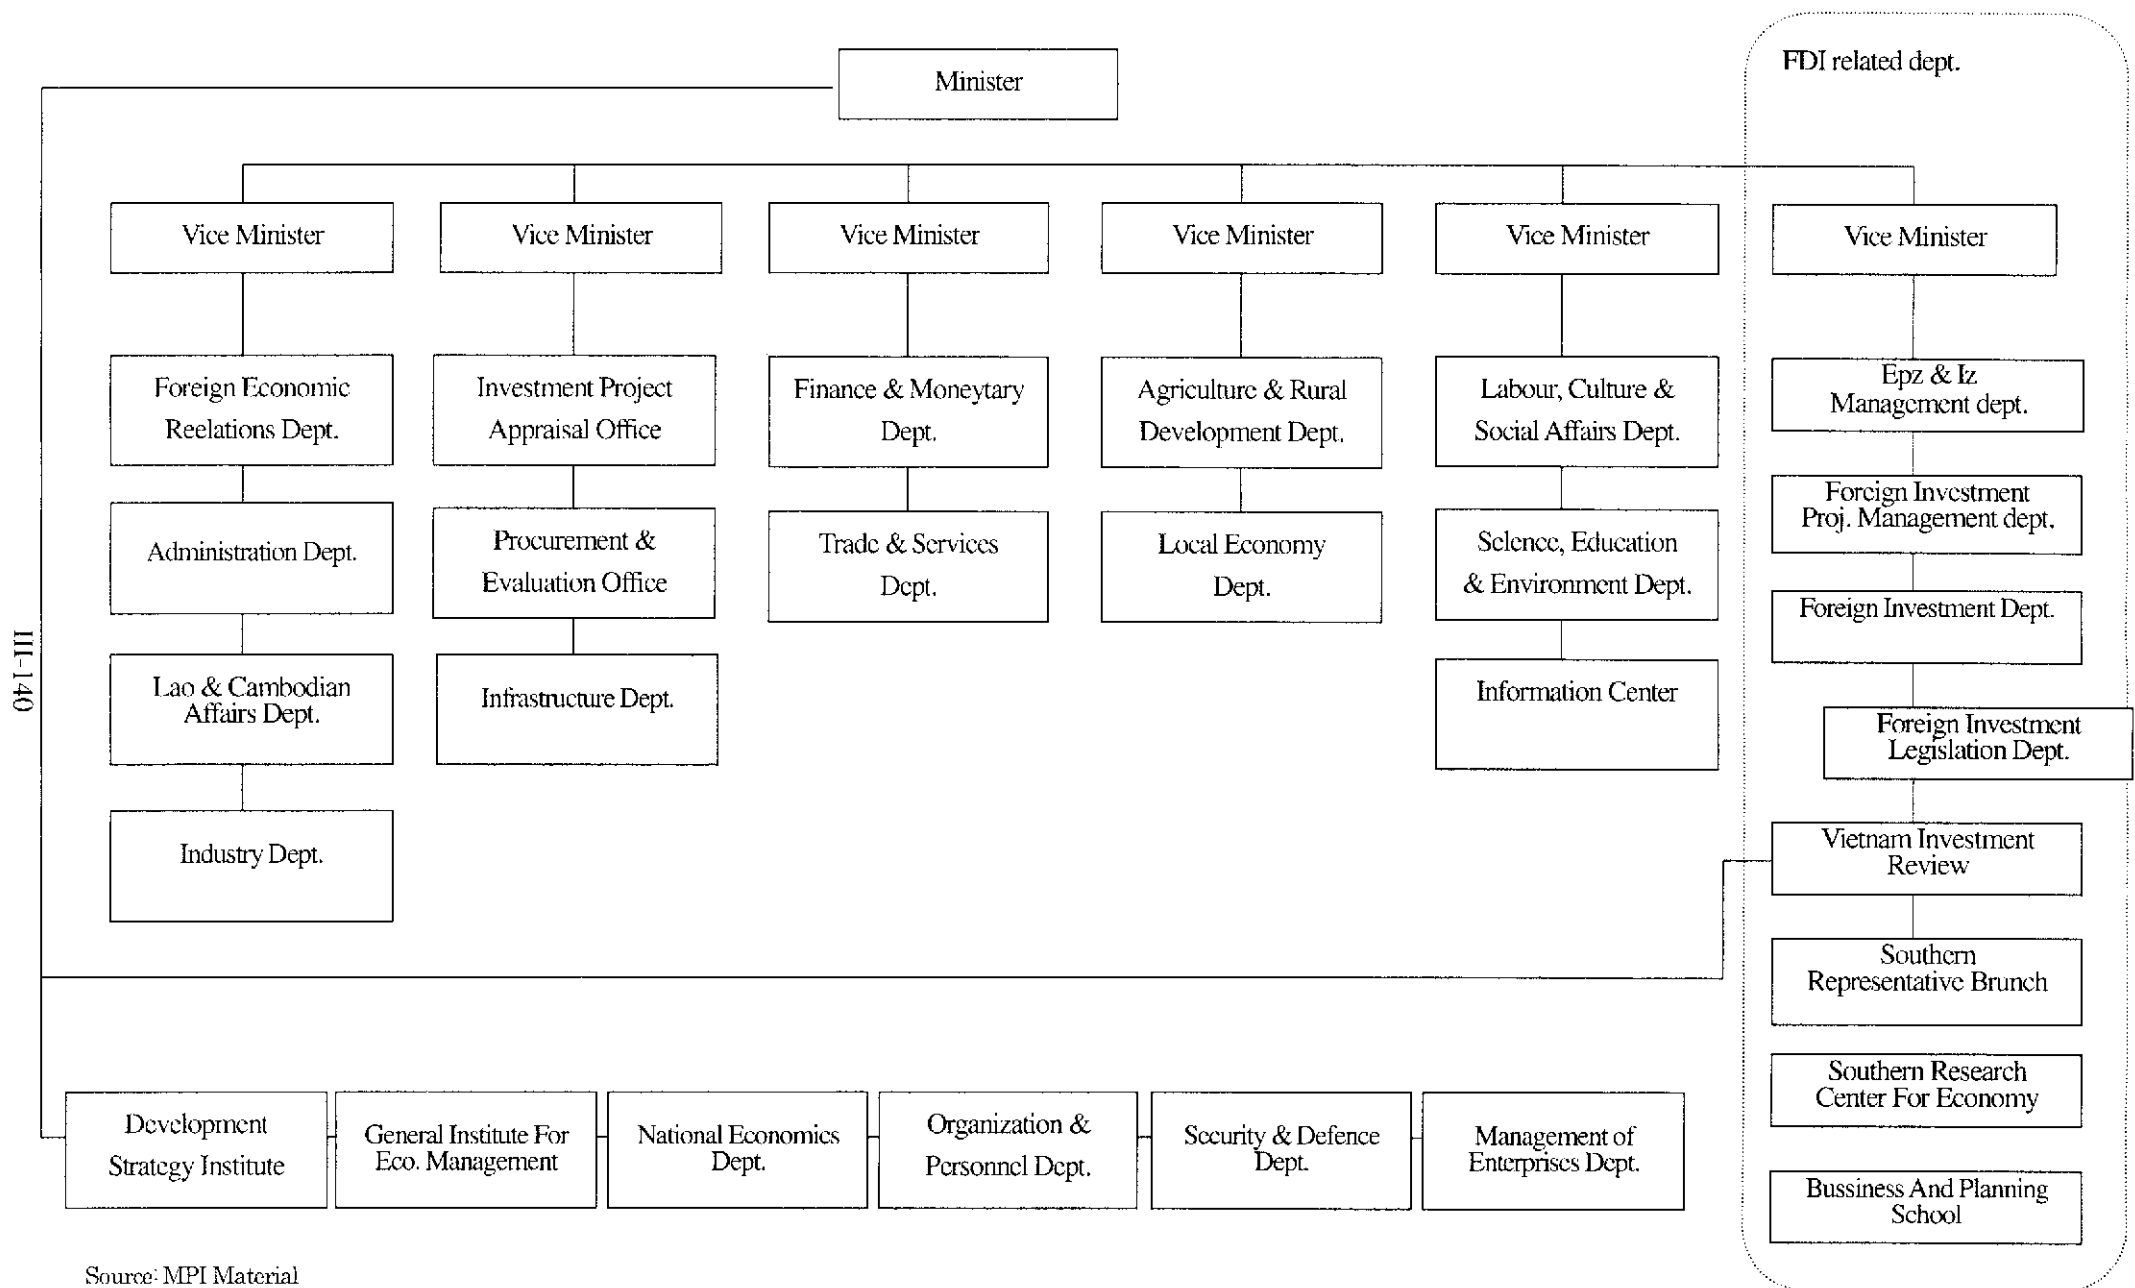 FDI related dept.
Minister
Vice Minister
Vice Minister
Vice Minister
Vice Minister
Vice Minister
Vice Minister
Foreign Economic
Reelations Dept.
Administration Dept.
Lao & Cambodian
Affairs Dept.
Industry Dept.
Investment Project
Appraisal Office
Procurement &
Evaluation Office
Infrastructure Dept.
Finance & Moneytary
Dept.
Trade & Services
Dept.
Agriculture & Rural
Development Dept.
Local Economy
Dept.
Labour, Culture &
Social Affairs Dept.
Sclence, Education
& Environment Dept.
Information Center
Epz & Iz
Management dept.
Foreign Investment
Proj. Management dept.
Foreign Investment Dept.
Foreign Investment
Legislation Dept.
Vietnam Investment
Review
Southern
Representative Brunch
Southern Research
Center For Economy
Bussiness And Planning
School
Development
Strategy Institute
General Institute For
Eco. Management
National Economics
Dept.
Organization &
Personnel Dept.
Security & Defence
Dept.
Management of
Enterprises Dept.
III-140
Source: MPI Material